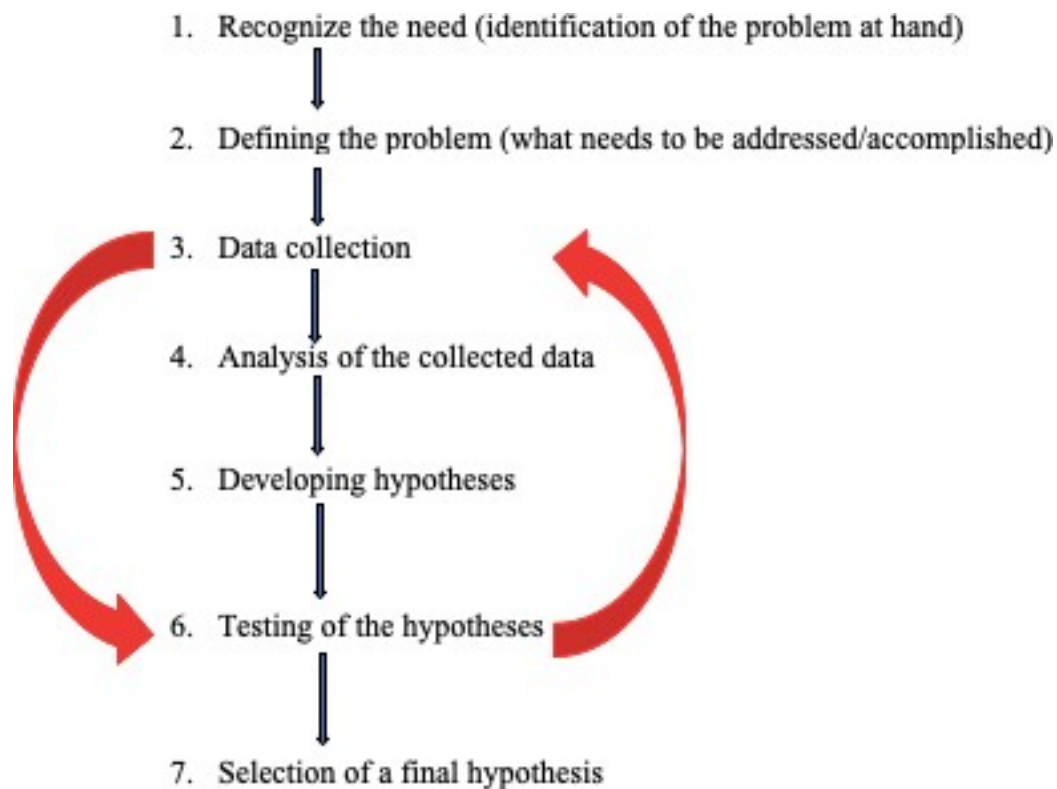 1. Recognize the need (identification of the problem at hand)
2. Defining the problem (what needs to be addressed/accomplished)
3. Data collection
4. Analysis of the collected data
5. Developing hypotheses
6. Testing of the hypotheses
7. Selection of a final hypothesis